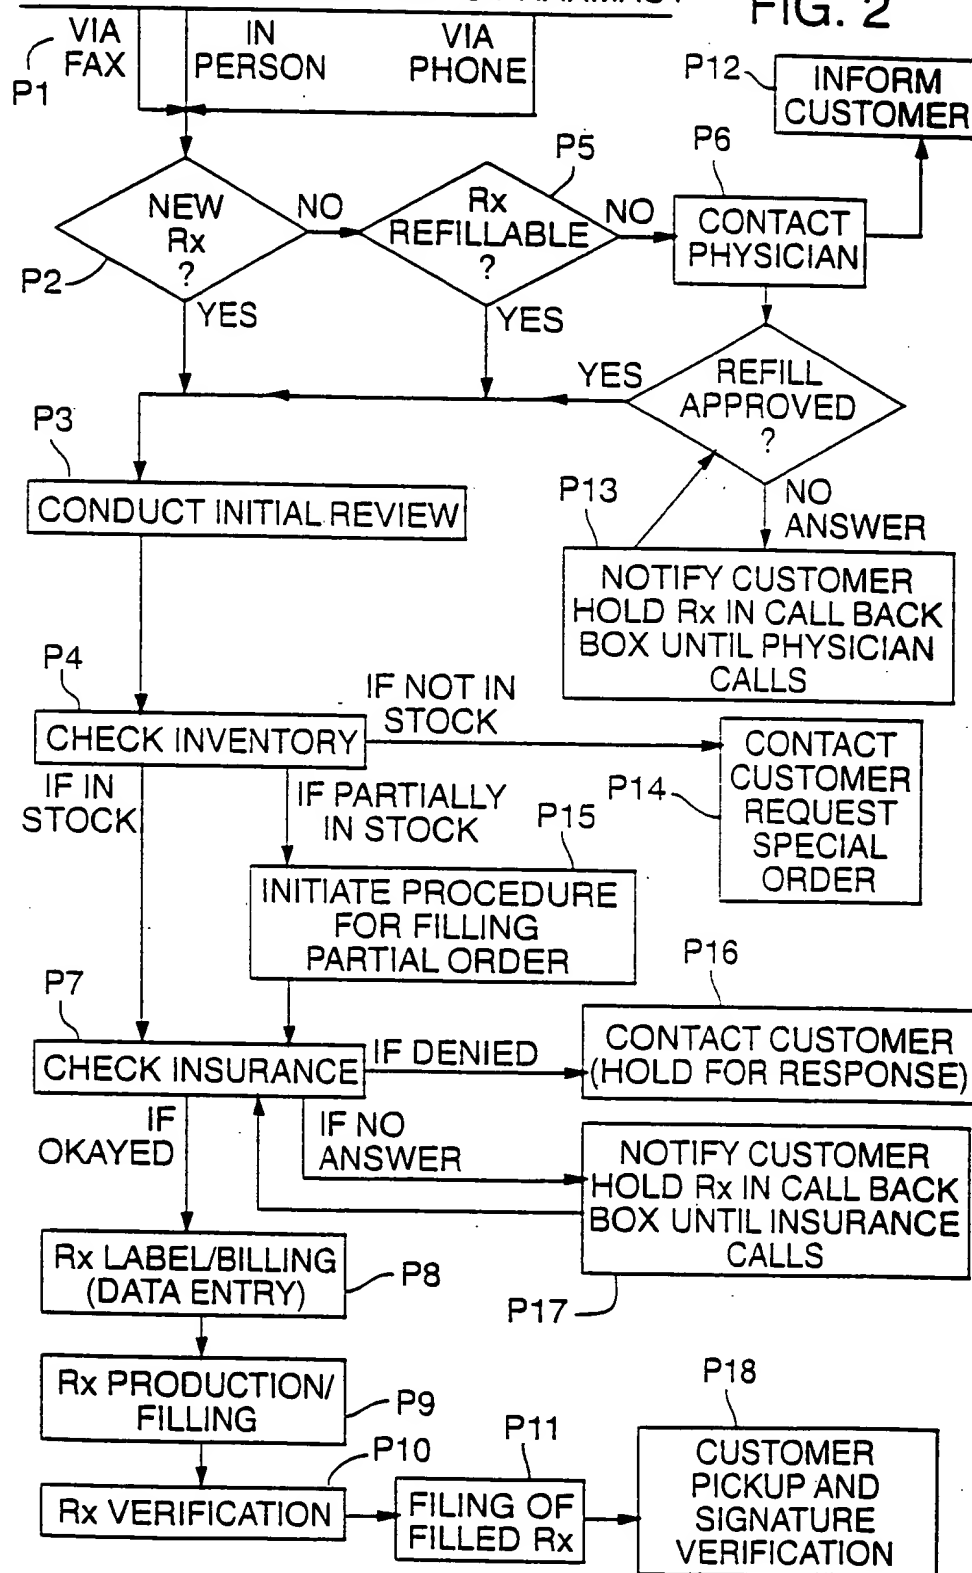 FIG. 2
VIA FAX
IN PERSON
VIA PHONE
P1
P12
INFORM
CUSTOMER
P5
P6
NEW
Rx
?
NO
Rx
REFILLABLE
?
NO
CONTACT
PHYSICIAN
P2
YES
YES
YES
REFILL
APPROVED
?
P3
CONDUCT INITIAL REVIEW
P13
NO
ANSWER
NOTIFY CUSTOMER
HOLD Rx IN CALL BACK
BOX UNTIL PHYSICIAN
CALLS
P4
CHECK INVENTORY
IF NOT IN
STOCK
IF IN
STOCK
IF PARTIALLY
IN STOCK
P14
CONTACT
CUSTOMER
REQUEST
SPECIAL
ORDER
P15
INITIATE PROCEDURE
FOR FILLING
PARTIAL ORDER
P7
CHECK INSURANCE
IF DENIED
P16
CONTACT CUSTOMER
(HOLD FOR RESPONSE)
IF
OKAYED
IF NO
ANSWER
NOTIFY CUSTOMER
HOLD Rx IN CALL BACK
BOX UNTIL INSURANCE
CALLS
P17
Rx LABEL/BILLING
(DATA ENTRY)
P8
Rx PRODUCTION/
FILLING
P9
P10
Rx VERIFICATION
P11
FILING OF
FILLED Rx
P18
CUSTOMER
PICKUP AND
SIGNATURE
VERIFICATION